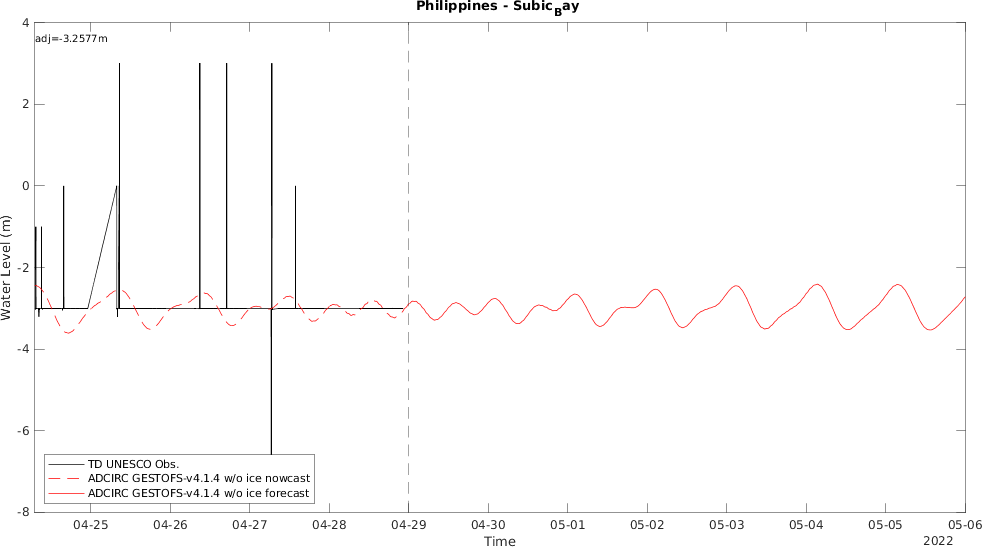 Philippines - SubicBay
adj=-3.2577m
4
2
0
-2
-4
-6
-8
Water Level (m)
TD UNESCO Obs.
ADCIRC GESTOFS-v4.1.4 w/o ice nowcast
ADCIRC GESTOFS-v4.1.4 w/o ice forecast
04-25 04-26 04-27 04-28 04-29 04-30 05-01 05-02 05-03 05-04 05-05 05-06
Time
2022